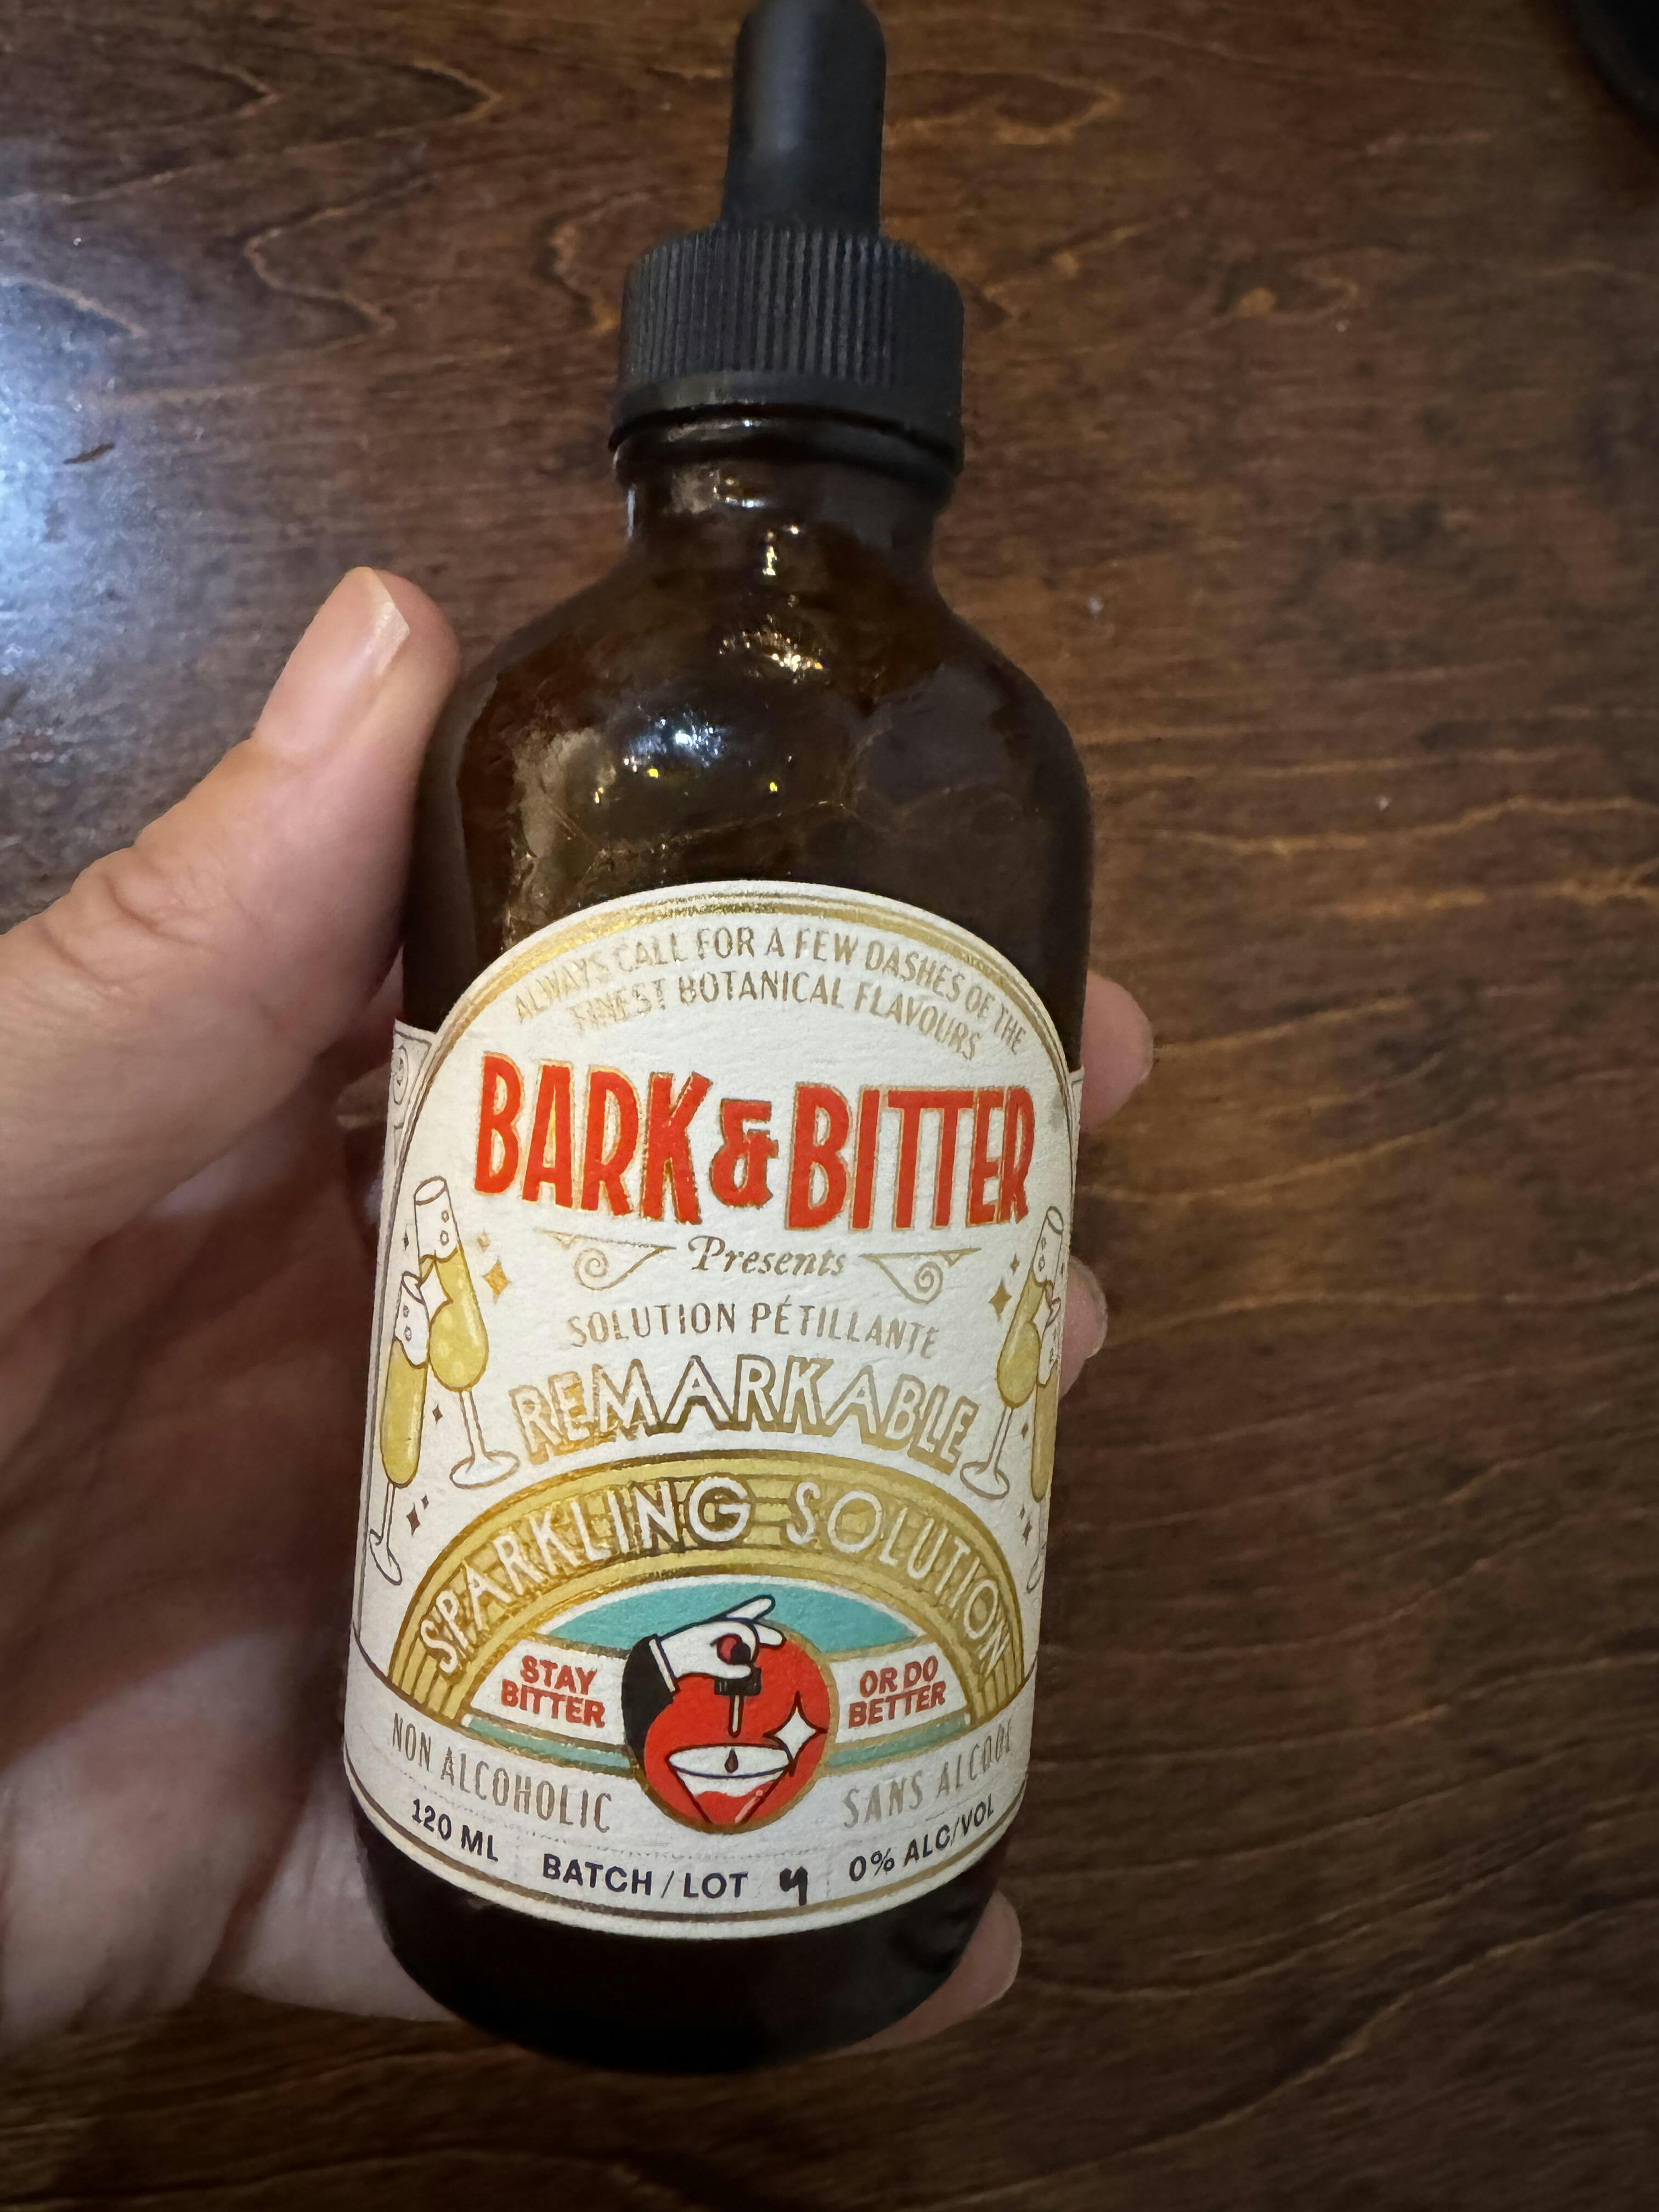 ALWAYS CALL FOR A FEW DASHES OF THE
FINEST BOTANICAL FLAVOURS
BARK & BITTER
Presents
SOLUTION PÉTILLANTE
REMARKABLE
SPARKLING SOLUTION
STAY
BITTER
OR DO
BETTER
NON ALCOHOLIC
SANS ALCOOL
120 ML
BATCH / LOT 4
0% ALC/VOL